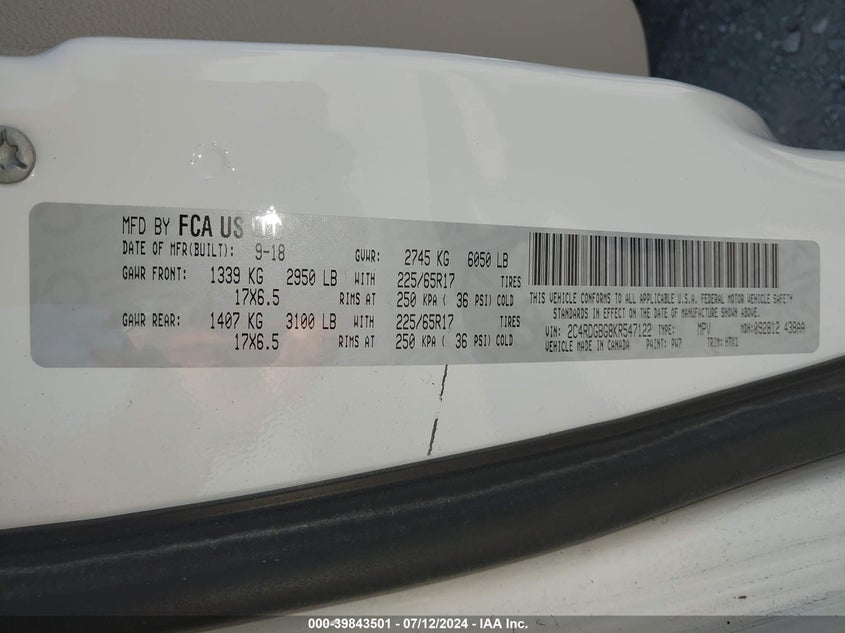 MFD BY FCA US
DATE OF MFR(BUILT): 9-18 GVWR: 2745 KG 6050 LB
GAWR FRONT: 1339 KG 2950 LB WITH 225/65R17 TIRES
17X6.5 RIMS AT 250 KPA ( 36 PSI) COLD
GAWR REAR: 1407 KG 3100 LB WITH 225/65R17 TIRES
17X6.5 RIMS AT 250 KPA ( 36 PSI) COLD
THIS VEHICLE CONFORMS TO ALL APPLICABLE U.S.A. FEDERAL MOTOR VEHICLE SAFETY
STANDARDS IN EFFECT ON THE DATE OF MANUFACTURE SHOWN ABOVE
VIN: 2C4RDGBG8KR547122 TYPE: MPV MDH: 092812 438AA
VEHICLE MADE IN CANADA PAINT: PW7 TRIM: H7X1
000-39843501 - 07/12/2024 - IAA Inc.